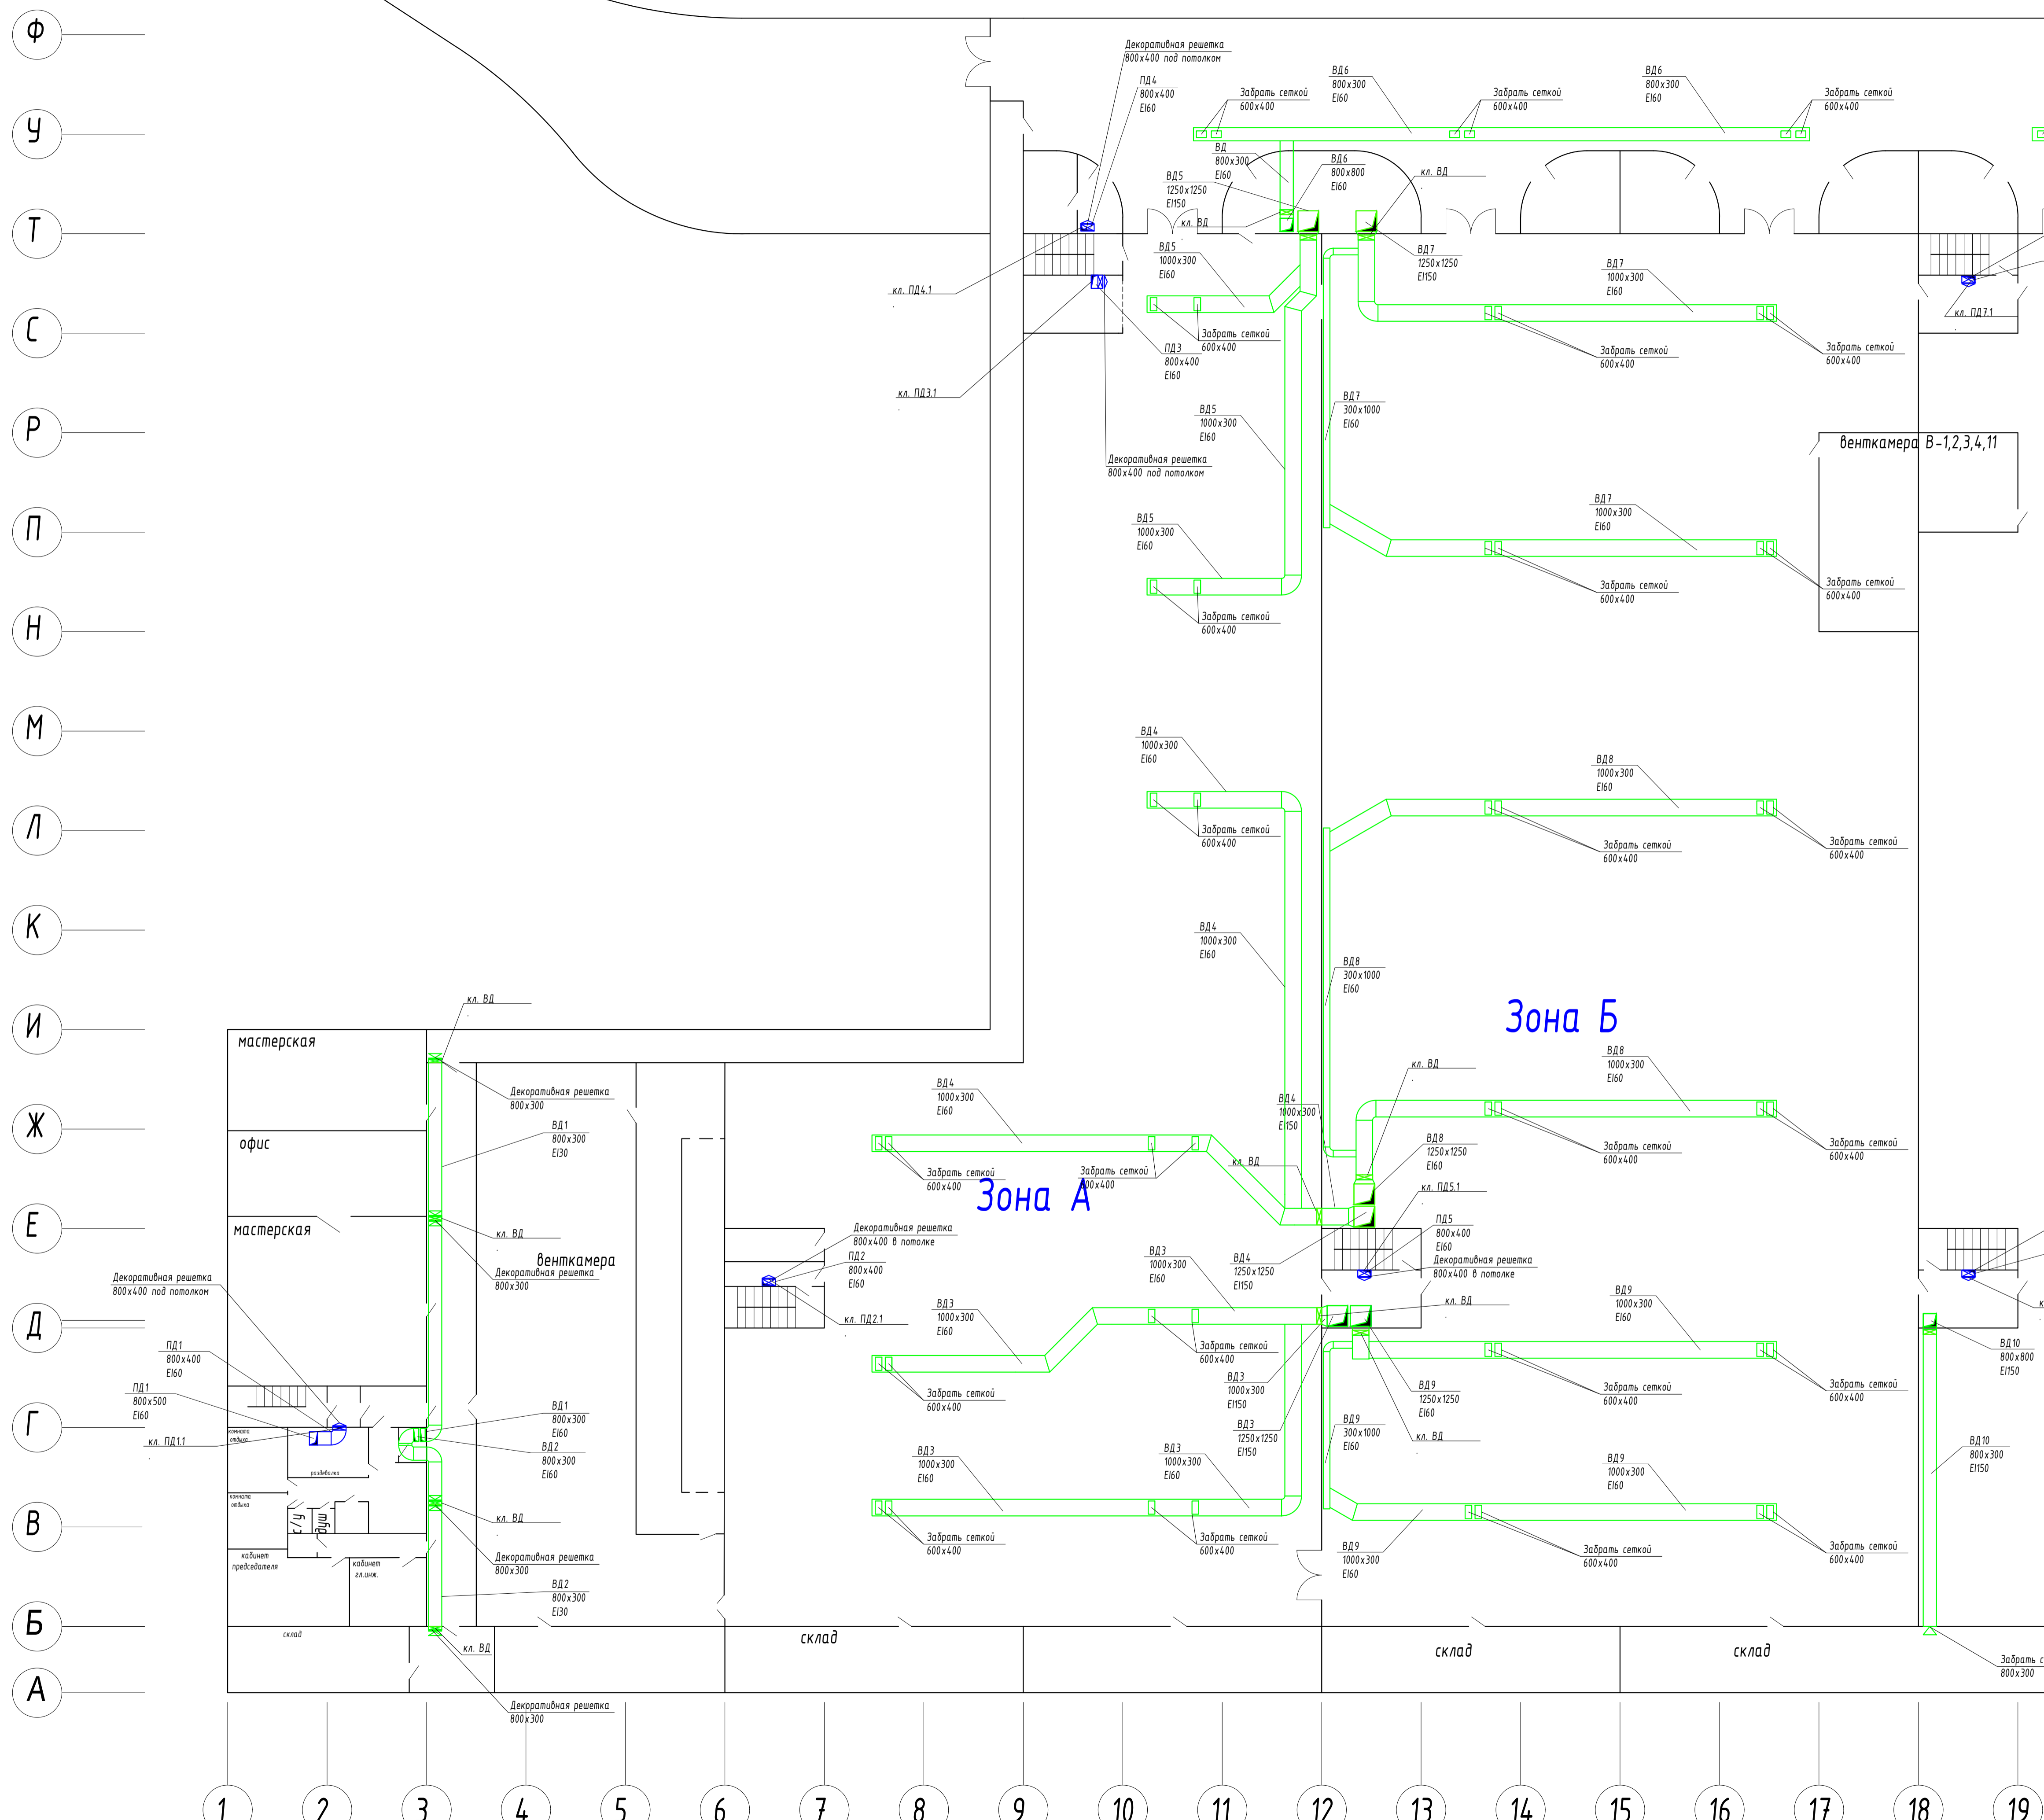 Ф
Декоративная решетка
800х400 под потолком
ПД4
800х400
EI60
Забрать сеткой
600х400
ВД6
800х300
EI60
Забрать сеткой
600х400
ВД6
800х300
EI60
Забрать сеткой
600х400
У
ВД
800х300
EI60
ВД6
800х800
EI60
кл. ВД
ВД5
1250х1250
EI150
кл. ВД
Т
ВД5
1000х300
EI60
ВД7
1250х1250
EI150
ВД7
1000х300
EI60
кл. ПД4.1
кл. ПД7.1
С
Забрать сеткой
600х400
ПД3
800х400
EI60
Забрать сеткой
600х400
Забрать сеткой
600х400
кл. ПД3.1
ВД5
1000х300
EI60
ВД7
300х1000
EI60
Р
венткамера В-1,2,3,4,11
Декоративная решетка
800х400 под потолком
ВД7
1000х300
EI60
ВД5
1000х300
EI60
П
Забрать сеткой
600х400
Забрать сеткой
600х400
Забрать сеткой
600х400
Н
М
ВД4
1000х300
EI60
ВД8
1000х300
EI60
Л
Забрать сеткой
600х400
Забрать сеткой
600х400
Забрать сеткой
600х400
К
ВД4
1000х300
EI60
ВД8
300х1000
EI60
И
кл. ВД
Зона Б
мастерская
Декоративная решетка
800х300
ВД4
1000х300
EI60
кл. ВД
ВД8
1000х300
EI60
ВД4
1000х300
EI150
Ж
офис
ВД1
800х300
EI30
ВД8
1250х1250
EI60
Забрать сеткой
600х400
Забрать сеткой
600х400
кл. ВД
Забрать сеткой
600х400
Забрать сеткой
600х400
Зона А
кл. ПД5.1
Е
мастерская
кл. ВД
венткамера
Декоративная решетка
800х300
Декоративная решетка
800х400 в потолке
ПД2
800х400
EI60
кл. ПД2.1
ВД3
1000х300
EI60
ВД4
1250х1250
EI150
ПД5
800х400
EI60
Декоративная решетка
800х400 в потолке
Декоративная решетка
800х400 под потолком
ВД3
1000х300
EI60
кл. ВД
ВД9
1000х300
EI60
Д
ПД1
800х400
EI60
Забрать сеткой
600х400
ВД10
800х800
EI150
ПД1
800х500
EI60
Забрать сеткой
600х400
ВД3
1000х300
EI150
ВД9
1250х1250
EI60
Забрать сеткой
600х400
Забрать сеткой
600х400
Г
комната
отдыха
кл. ПД1.1
ВД1
800х300
EI60
ВД2
800х300
EI60
ВД3
1250х1250
EI150
ВД9
300х1000
EI60
кл. ВД
ВД10
800х300
EI150
раздевалка
ВД3
1000х300
EI60
ВД3
1000х300
EI60
ВД9
1000х300
EI60
комната
отдыха
В
с/у
душ
кл. ВД
Забрать сеткой
600х400
Забрать сеткой
600х400
ВД9
1000х300
EI60
Забрать сеткой
600х400
Забрать сеткой
600х400
кабинет
председателя
кабинет
гл.инж.
Декоративная решетка
800х300
ВД2
800х300
EI30
Б
склад
кл. ВД
склад
склад
склад
Забрать с
800х300
А
Декоративная решетка
800х300
1
2
3
4
5
6
7
8
9
10
11
12
13
14
15
16
17
18
19